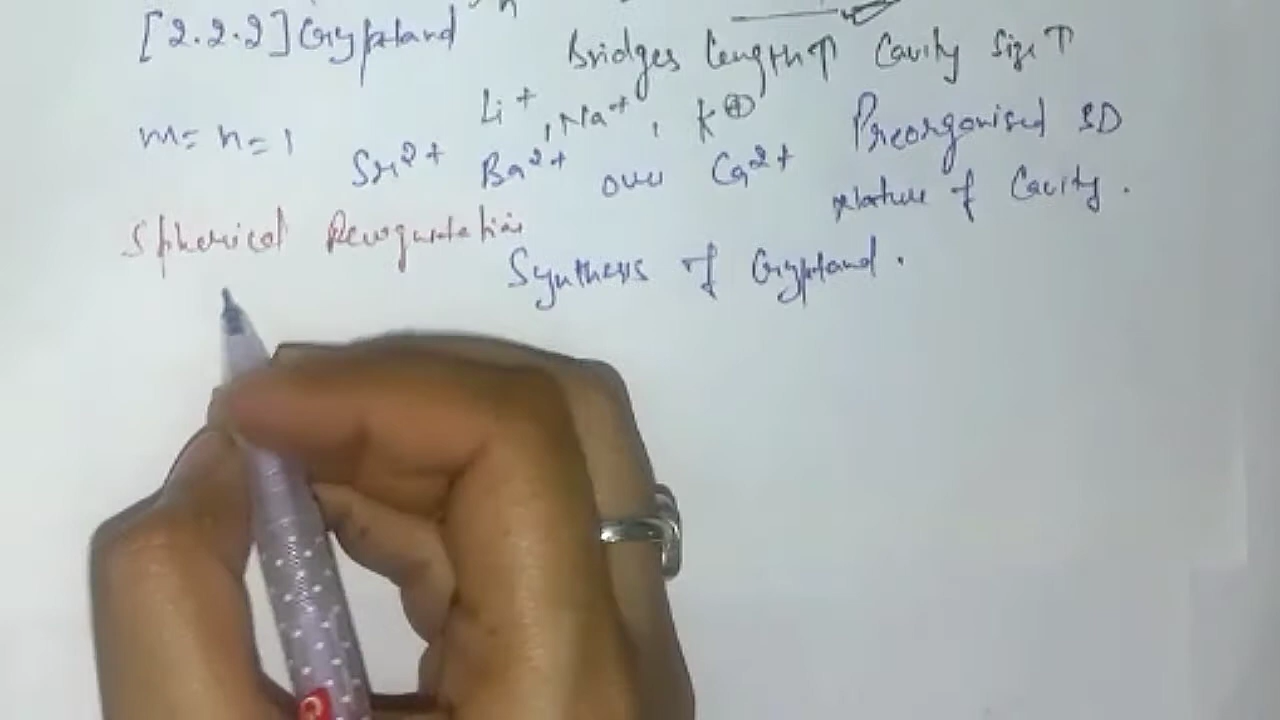 [2.2.2] Cryptand n
Bridges length↑ Cavity Size↑
m = n = 1 Li⁺, Na⁺, K⊕
Preorganised 3D
Sr²⁺ Ba²⁺ over Ca²⁺
nature of Cavity.
Spherical Recogn
Synthesis of Cryptand.